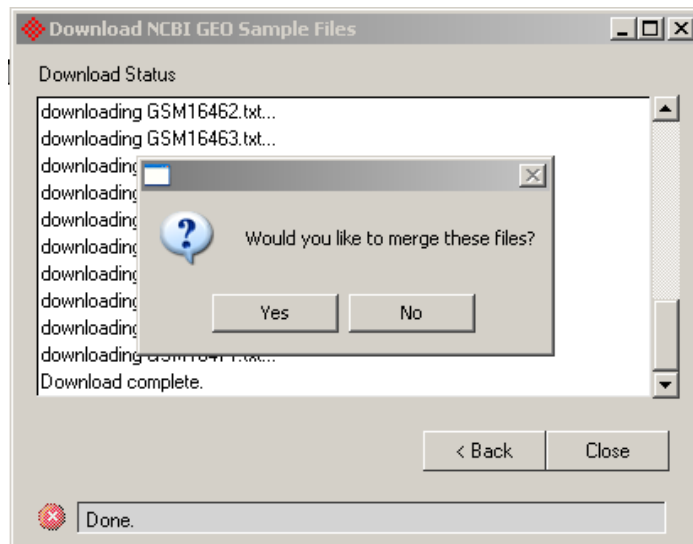 Download NCBI GEO Sample Files
Download Status
downloading GSM16462.txt...
downloading GSM16463.txt...
downloading
downloading
downloading
downloading
downloading
downloading
downloading
downloading
Download complete.
Would you like to merge these files?
Yes
No
< Back
Close
Done.